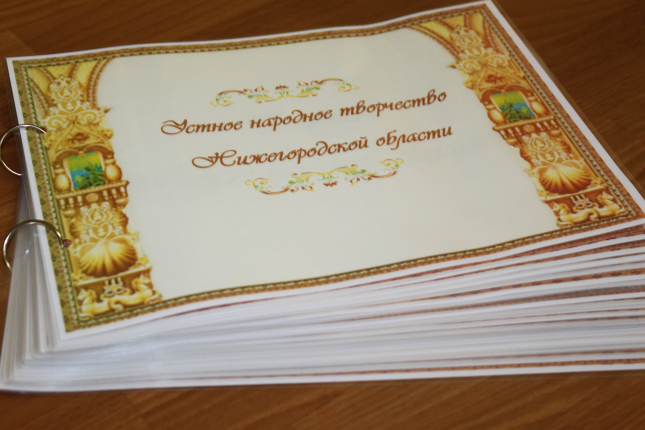 Устное народное творчество
Нижегородской области